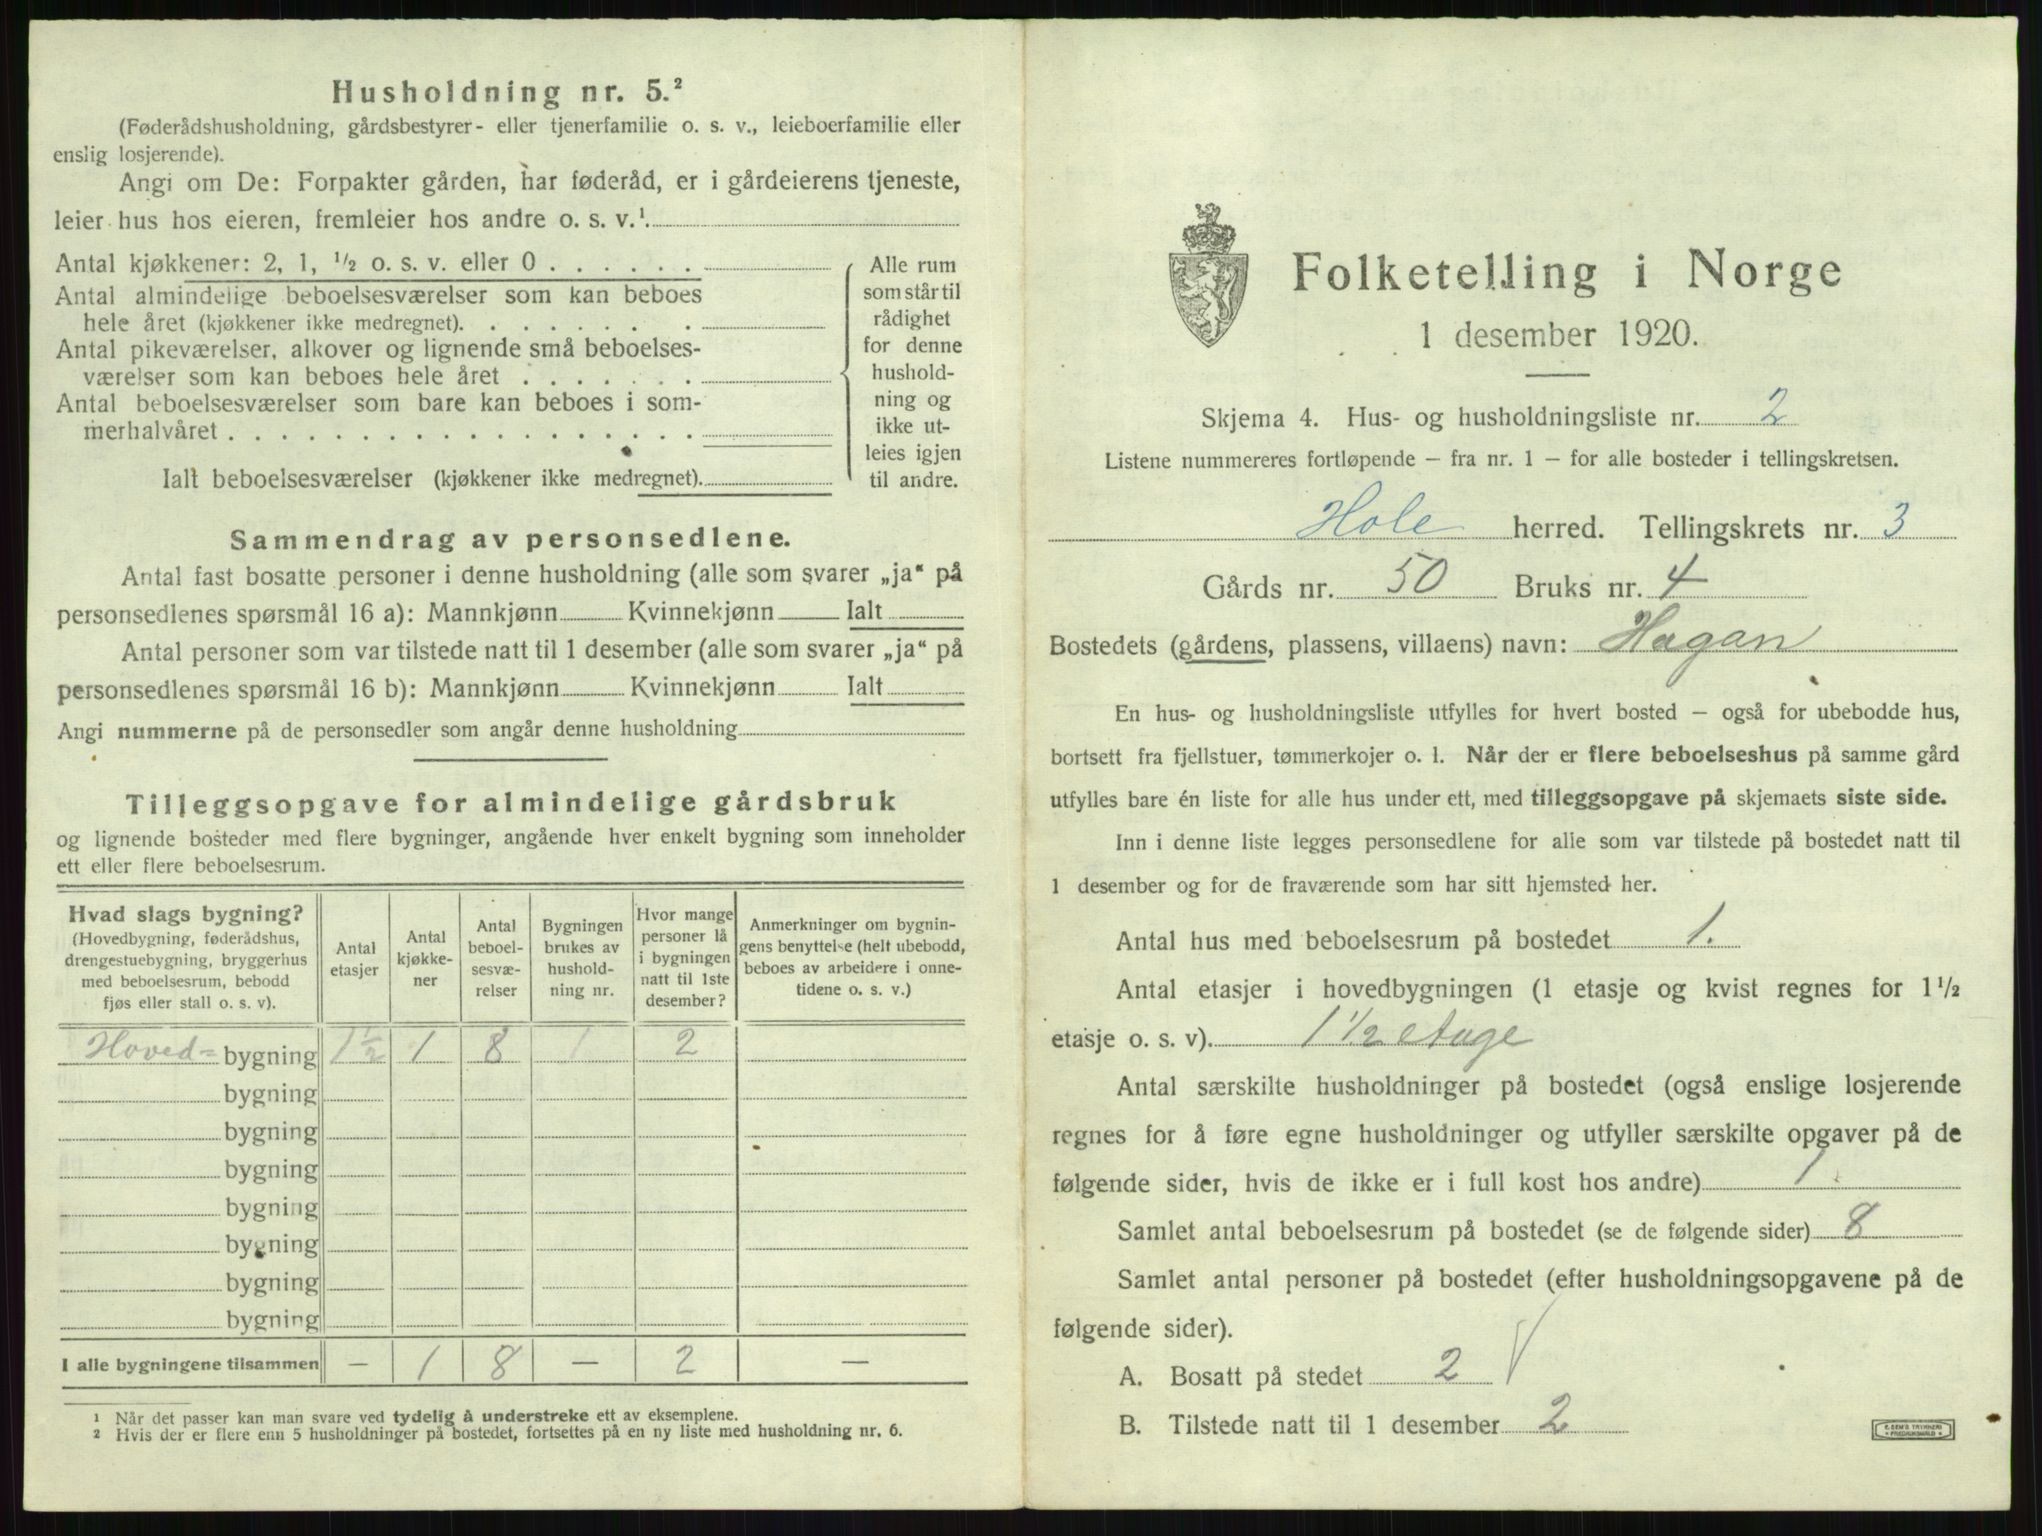 Husholdning nr. 5.²
(Føderådshusholdning, gårdsbestyrer- eller tjenerfamilie o. s. v., leieboerfamilie eller
enslig losjerende).
Angi om De: Forpakter gården, har føderåd, er i gårdeierens tjeneste,
leier hus hos eieren, fremleier hos andre o. s. v.¹
Antal kjøkkener: 2, 1, ½ o. s. v. eller 0 . . . . . .
Antal almindelige beboelsesværelser som kan beboes
hele året (kjøkkener ikke medregnet). . . . . . . .
Antal pikeværelser, alkover og lignende små beboelses-
værelser som kan beboes hele året . . . . . . .
Antal beboelsesværelser som bare kan beboes i som-
merhalvåret . . . . . . . . . . . . . . . . . .
Ialt beboelsesværelser (kjøkkener ikke medregnet).
Alle rum
som står til
rådighet
for denne
hushold-
ning og
ikke ut-
leies igjen
til andre.
Sammendrag av personsedlene.
Antal fast bosatte personer i denne husholdning (alle som svarer „ja“ på
personsedlenes spørsmål 16 a): Mannkjønn Kvinnekjønn Ialt
Antal personer som var tilstede natt til 1 desember (alle som svarer „ja“ på
personsedlenes spørsmål 16 b): Mannkjønn Kvinnekjønn Ialt
Angi nummerne på de personsedler som angår denne husholdning
Tilleggsopgave for almindelige gårdsbruk
og lignende bosteder med flere bygninger, angående hver enkelt bygning som inneholder
ett eller flere beboelsesrum.
Hvad slags bygning?
(Hovedbygning, føderådshus,
drengestuebygning, bryggerhus
med beboelsesrum, bebodd
fjøs eller stall o. s. v).
Antal
etasjer
Antal
kjøkke-
ner
Antal
beboel-
sesvæ-
relser
Bygningen
brukes av
hushold-
ning nr.
Hvor mange
personer lå
i bygningen
natt til 1ste
desember?
Anmerkninger om bygnin-
gens benyttelse (helt ubebodd,
beboes av arbeidere i onne-
tidene o. s. v.)
Hoved= bygning 1½ 1 8 1 2
bygning
bygning
bygning
bygning
bygning
bygning
bygning
I alle bygningene tilsammen — 1 8 — 2 —
¹ Når det passer kan man svare ved tydelig å understreke ett av eksemplene.
² Hvis der er flere enn 5 husholdninger på bostedet, fortsettes på en ny liste med husholdning nr. 6.
Folketelling i Norge
1 desember 1920.
Skjema 4. Hus- og husholdningsliste nr. 2
Listene nummereres fortløpende – fra nr. 1 – for alle bosteder i tellingskretsen.
Hole herred. Tellingskrets nr. 3
Gårds nr. 50 Bruks nr. 4
Bostedets (gårdens, plassens, villaens) navn: Hagan
En hus- og husholdningsliste utfylles for hvert bosted – også for ubebodde hus,
bortsett fra fjellstuer, tømmerkojer o. l. Når der er flere beboelseshus på samme gård
utfylles bare én liste for alle hus under ett, med tilleggsopgave på skjemaets siste side.
Inn i denne liste legges personsedlene for alle som var tilstede på bostedet natt til
1 desember og for de fraværende som har sitt hjemsted her.
Antal hus med beboelsesrum på bostedet 1.
Antal etasjer i hovedbygningen (1 etasje og kvist regnes for 1½
etasje o. s. v). 1 1/2 etage
Antal særskilte husholdninger på bostedet (også enslige losjerende
regnes for å føre egne husholdninger og utfyller særskilte opgaver på de
følgende sider, hvis de ikke er i full kost hos andre) 1.
Samlet antal beboelsesrum på bostedet (se de følgende sider) 8
Samlet antal personer på bostedet (efter husholdningsopgavene på de
følgende sider).
A. Bosatt på stedet 2
B. Tilstede natt til 1 desember 2